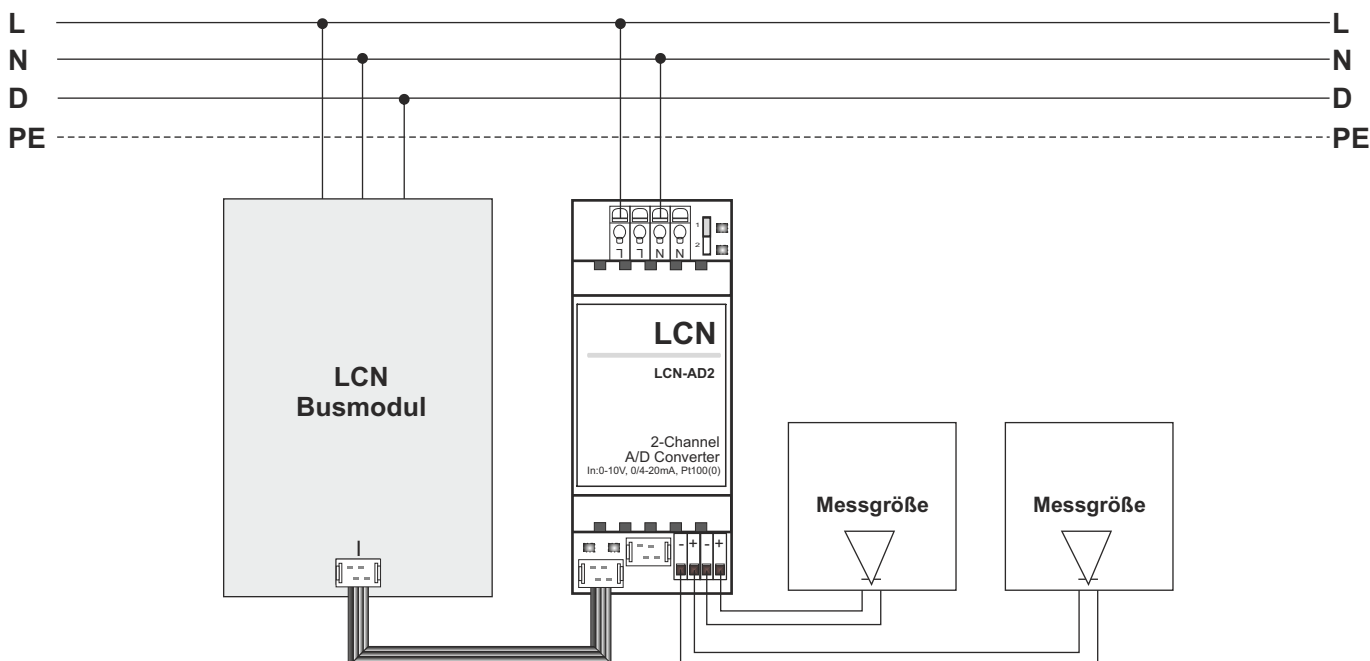 L L
N N
D D
PE PE
L L N N
1
2
LCN
LCN-AD2
LCN
Busmodul
2-Channel
A/D Converter
In:0-10V, 0/4-20mA, Pt100(0)
Messgröße Messgröße
I
- + - +